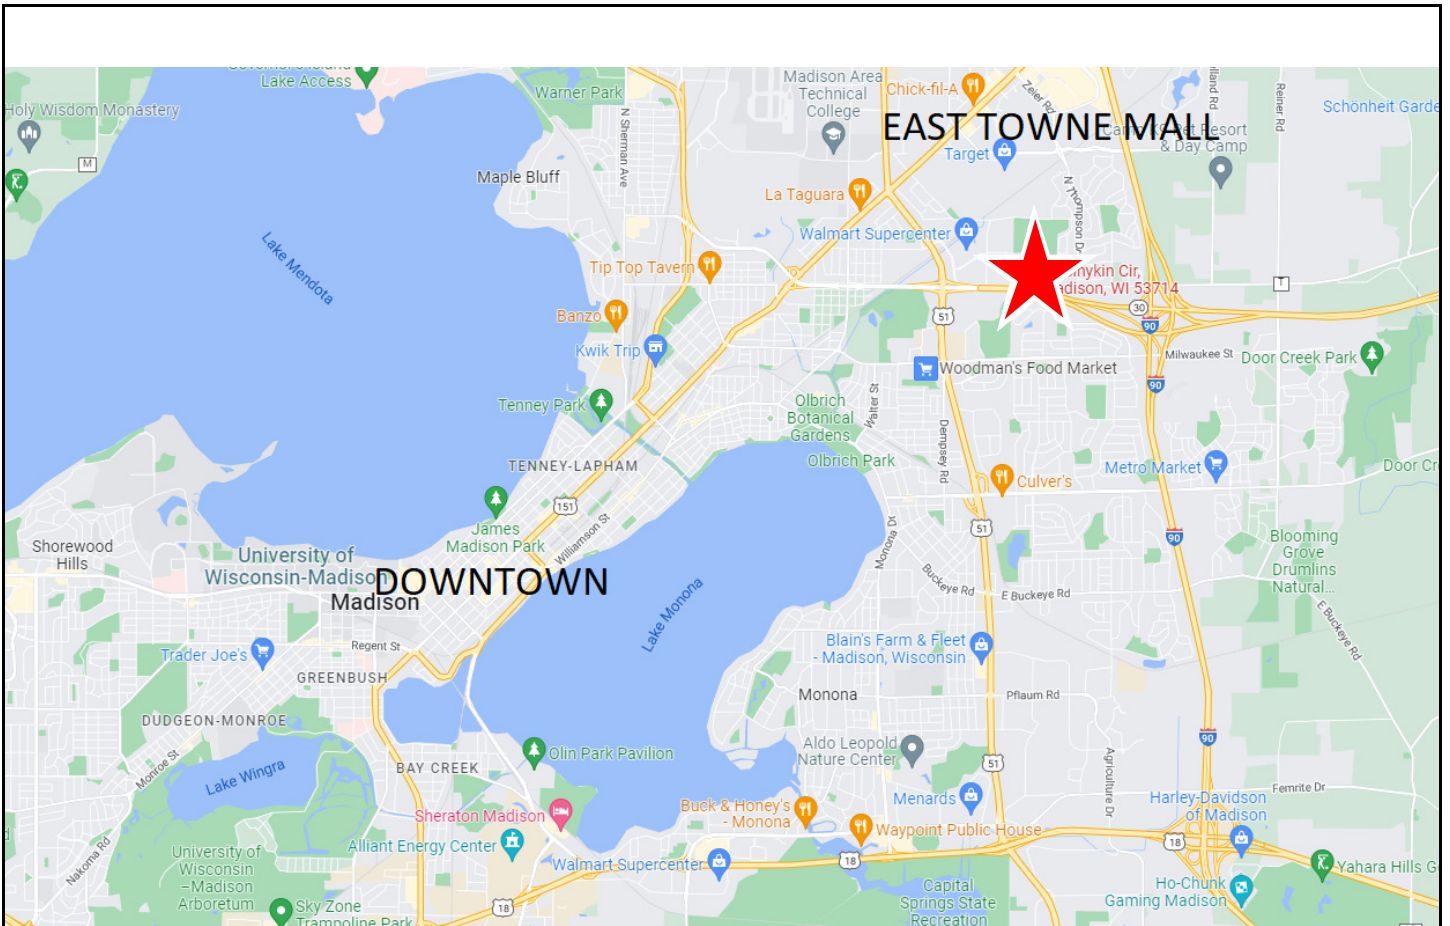 Lake Access
Holy Wisdom Monastery
M
Warner Park
N Sherman Ave
Maple Bluff
Madison Area
Technical
College
Chick-fil-A
Zeier Rd
EAST TOWNE MALL
Target
& Day Camp
Reiner Rd
Schönheit Garde
La Taguara
N Thompson Dr
Walmart Supercenter
Lake Mendota
Tip Top Tavern
Cir,
WI 53714
T
30
90
51
Banzo
Kwik Trip
Milwaukee St
Door Creek Park
Woodman's Food Market
90
Tenney Park
Olbrich
Botanical
Gardens
Walter St
Olbrich Park
Dempsey Rd
TENNEY-LAPHAM
Metro Market
Door Cr
Culver's
151
James
Madison Park
Williamson St
51
90
Monona Dr
Shorewood
Hills
University of
Wisconsin-Madison
DOWNTOWN
Madison
Blooming
Grove
Drumlins
Natural...
Buckeye Rd
E Buckeye Rd
E Buckeye Rd
Lake Monona
Regent St
Trader Joe's
GREENBUSH
Blain's Farm & Fleet
- Madison, Wisconsin
Monona
Pflaum Rd
DUDGEON-MONROE
Monroe St
Lake Wingra
BAY CREEK
Olin Park Pavilion
Aldo Leopold
Nature Center
51
90
Agriculture Dr
Femrite Dr
Sheraton Madison
Buck & Honey's
- Monona
Menards
Harley-Davidson
of Madison
Waypoint Public House
Alliant Energy Center
Nakoma Rd
University of
Wisconsin
–Madison
Arboretum
Walmart Supercenter
18
18
Yahara Hills G
Capital
Springs State
Recreation
Ho-Chunk
Gaming Madison
18
Sky Zone
Trampoline Park